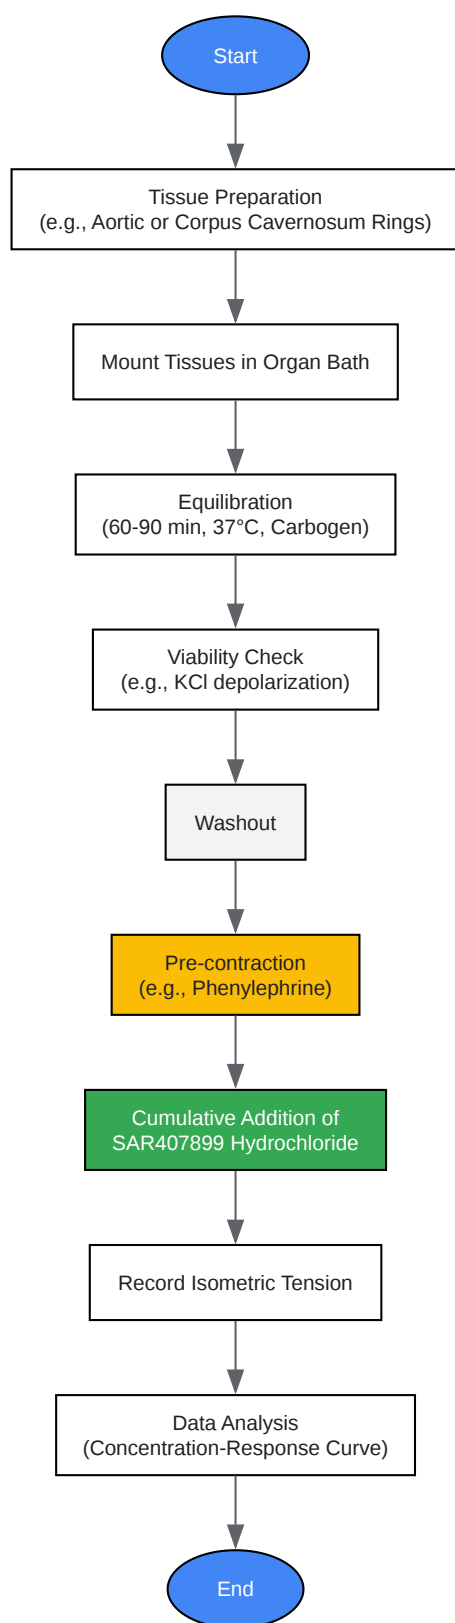 Start
Tissue Preparation
(e.g., Aortic or Corpus Cavernosum Rings)
Mount Tissues in Organ Bath
Equilibration
(60-90 min, 37°C, Carbogen)
Viability Check
(e.g., KCl depolarization)
Washout
Pre-contraction
(e.g., Phenylephrine)
Cumulative Addition of
SAR407899 Hydrochloride
Record Isometric Tension
Data Analysis
(Concentration-Response Curve)
End